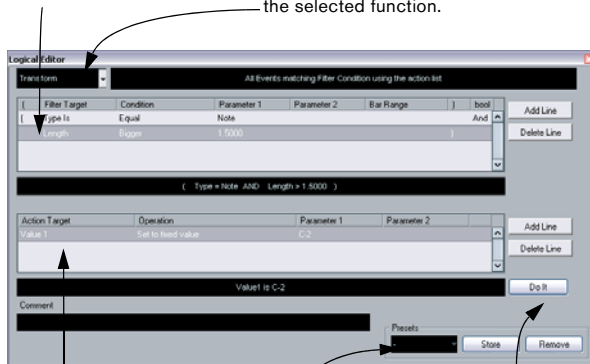 the selected function.
Logical Editor
Transform All Events matching Filter Condition using the action list
( Filter Target Condition Parameter 1 Parameter 2 Bar Range ) bool
( Type Is Equal Note And
Length Bigger 1.5000 )
Add Line
Delete Line
( Type = Note AND Length > 1.5000 )
Action Target Operation Parameter 1 Parameter 2
Value 1 Set to fixed value C-2
Add Line
Delete Line
Value1 is C-2
Do It
Comment
Presets
- Store Remove